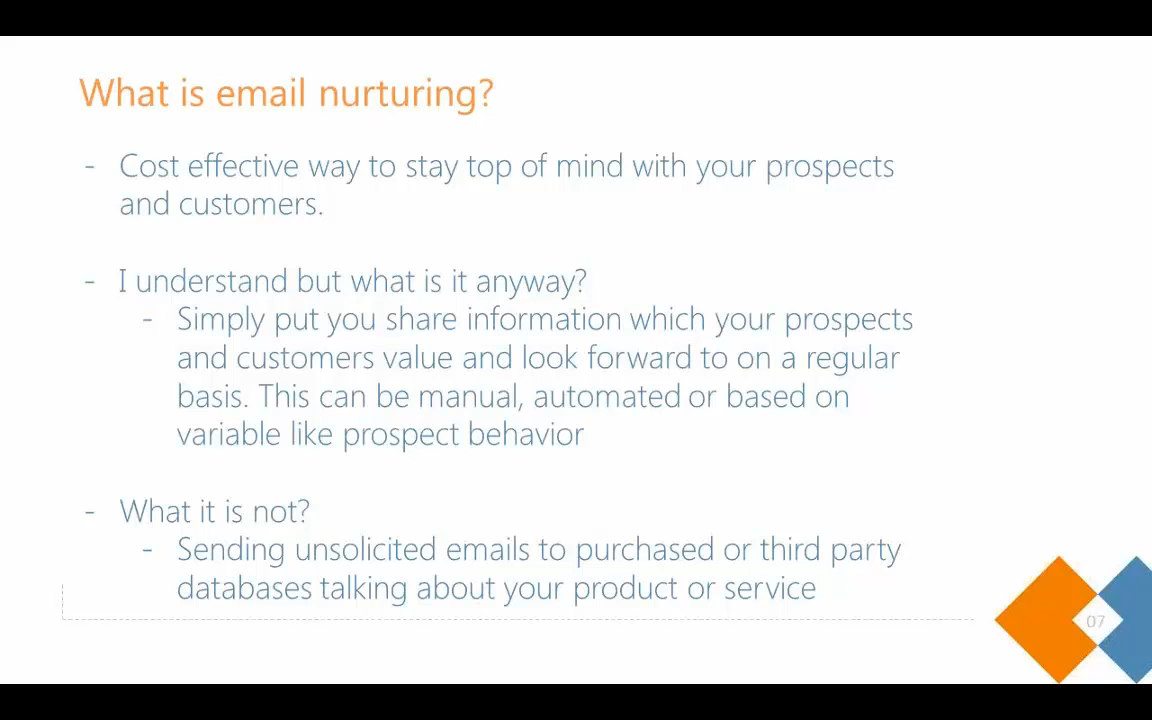 What is email nurturing?
- Cost effective way to stay top of mind with your prospects
and customers.
- I understand but what is it anyway?
- Simply put you share information which your prospects
and customers value and look forward to on a regular
basis. This can be manual, automated or based on
variable like prospect behavior
- What it is not?
- Sending unsolicited emails to purchased or third party
databases talking about your product or service
07